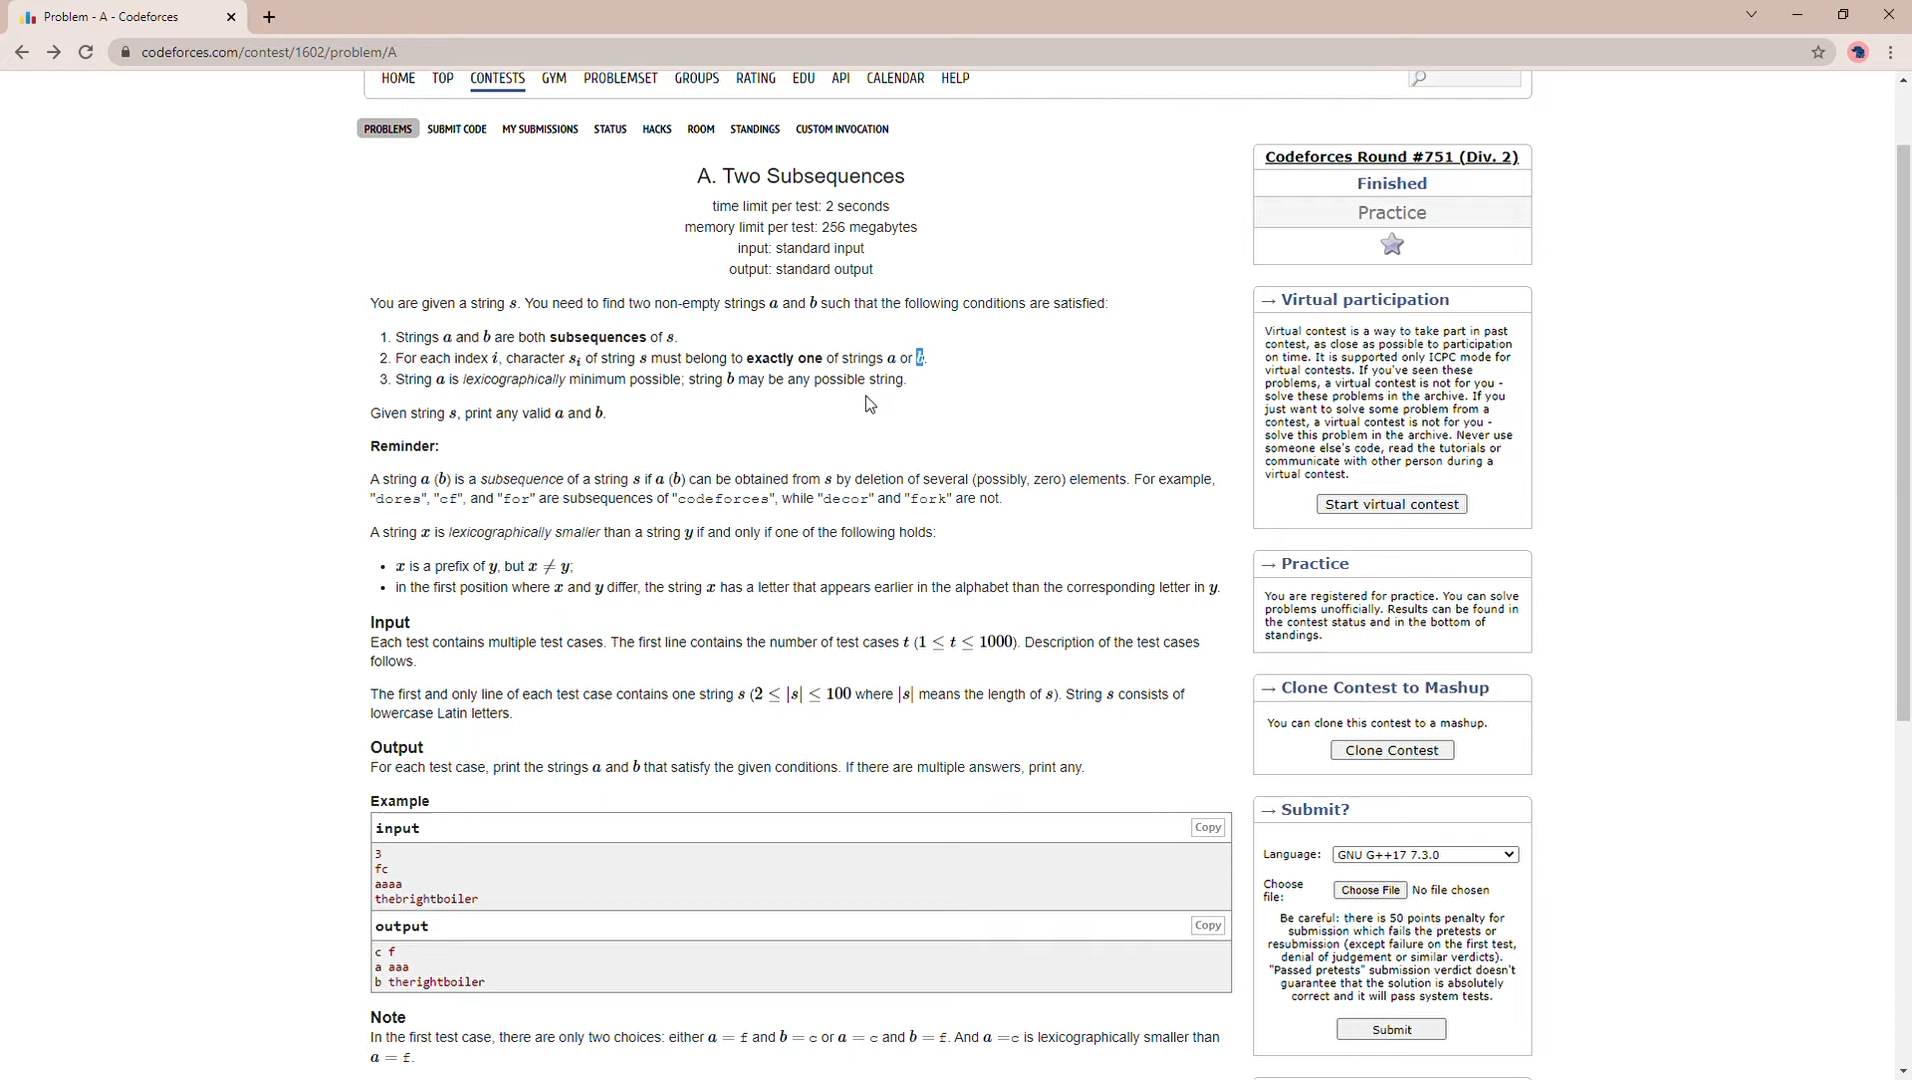 Problem - A - Codeforces
codeforces.com/contest/1602/problem/A
HOME TOP CONTESTS GYM PROBLEMSET GROUPS RATING EDU API CALENDAR HELP
PROBLEMS SUBMIT CODE MY SUBMISSIONS STATUS HACKS ROOM STANDINGS CUSTOM INVOCATION
A. Two Subsequences
time limit per test: 2 seconds
memory limit per test: 256 megabytes
input: standard input
output: standard output
You are given a string s. You need to find two non-empty strings a and b such that the following conditions are satisfied:
1. Strings a and b are both subsequences of s.
2. For each index i, character sᵢ of string s must belong to exactly one of strings a or b.
3. String a is lexicographically minimum possible; string b may be any possible string.
Given string s, print any valid a and b.
Reminder:
A string a (b) is a subsequence of a string s if a (b) can be obtained from s by deletion of several (possibly, zero) elements. For example,
"dores", "cf", and "for" are subsequences of "codeforces", while "decor" and "fork" are not.
A string x is lexicographically smaller than a string y if and only if one of the following holds:
• x is a prefix of y, but x ≠ y;
• in the first position where x and y differ, the string x has a letter that appears earlier in the alphabet than the corresponding letter in y.
Input
Each test contains multiple test cases. The first line contains the number of test cases t (1 ≤ t ≤ 1000). Description of the test cases
follows.
The first and only line of each test case contains one string s (2 ≤ |s| ≤ 100 where |s| means the length of s). String s consists of
lowercase Latin letters.
Output
For each test case, print the strings a and b that satisfy the given conditions. If there are multiple answers, print any.
Example
input Copy
3
fc
aaaa
thebrightboiler
output Copy
c f
a aaa
b therightboiler
Note
In the first test case, there are only two choices: either a = f and b = c or a = c and b = f. And a =c is lexicographically smaller than
a = f.
Codeforces Round #751 (Div. 2)
Finished
Practice
→ Virtual participation
Virtual contest is a way to take part in past
contest, as close as possible to participation
on time. It is supported only ICPC mode for
virtual contests. If you've seen these
problems, a virtual contest is not for you -
solve these problems in the archive. If you
just want to solve some problem from a
contest, a virtual contest is not for you -
solve this problem in the archive. Never use
someone else's code, read the tutorials or
communicate with other person during a
virtual contest.
Start virtual contest
→ Practice
You are registered for practice. You can solve
problems unofficially. Results can be found in
the contest status and in the bottom of
standings.
→ Clone Contest to Mashup
You can clone this contest to a mashup.
Clone Contest
→ Submit?
Language: GNU G++17 7.3.0
Choose
file: Choose File No file chosen
Be careful: there is 50 points penalty for
submission which fails the pretests or
resubmission (except failure on the first test,
denial of judgement or similar verdicts).
"Passed pretests" submission verdict doesn't
guarantee that the solution is absolutely
correct and it will pass system tests.
Submit